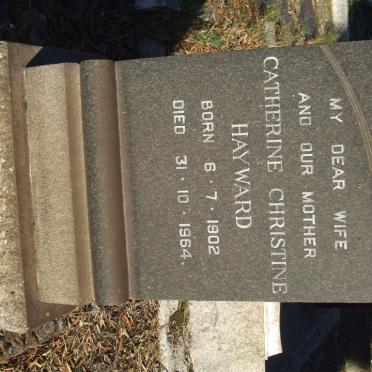 MY DEAR WIFE
AND OUR MOTHER
CATHERINE CHRISTINE
HAYWARD
BORN 6·7·1902
DIED 31·10·1964.